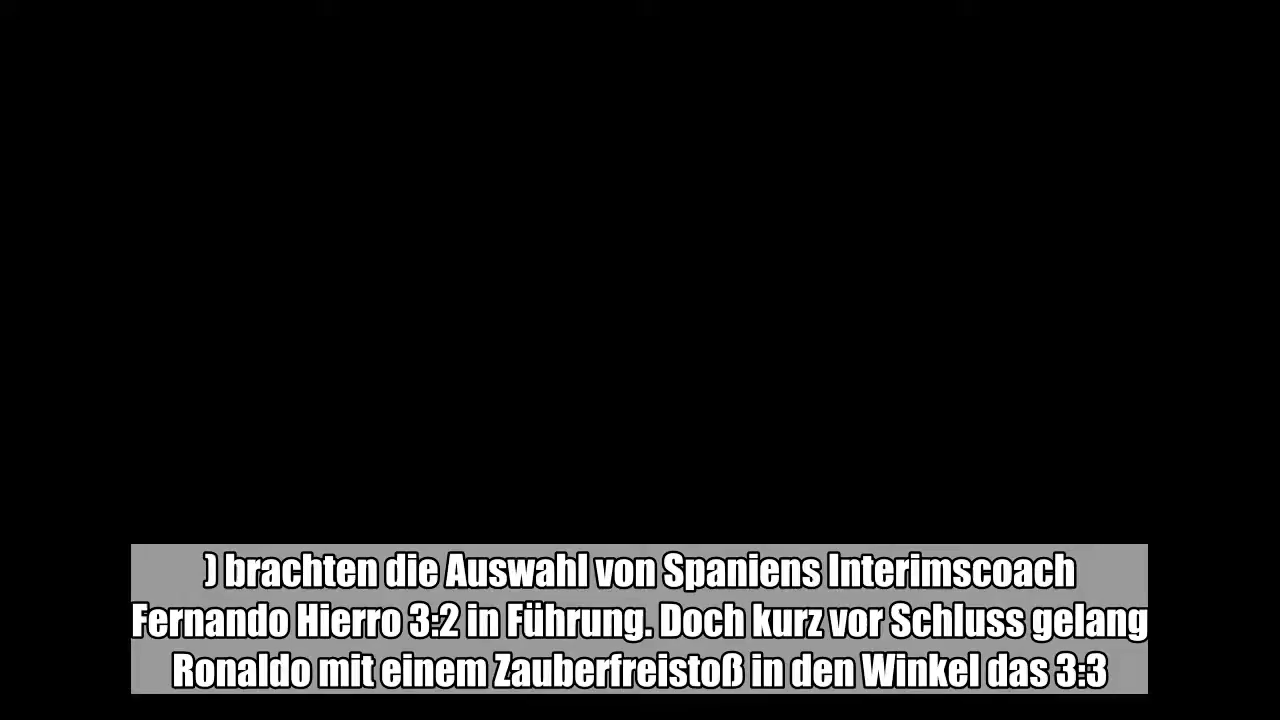 ) brachten die Auswahl von Spaniens Interimscoach
Fernando Hierro 3:2 in Führung. Doch kurz vor Schluss gelang
Ronaldo mit einem Zauberfreistoß in den Winkel das 3:3